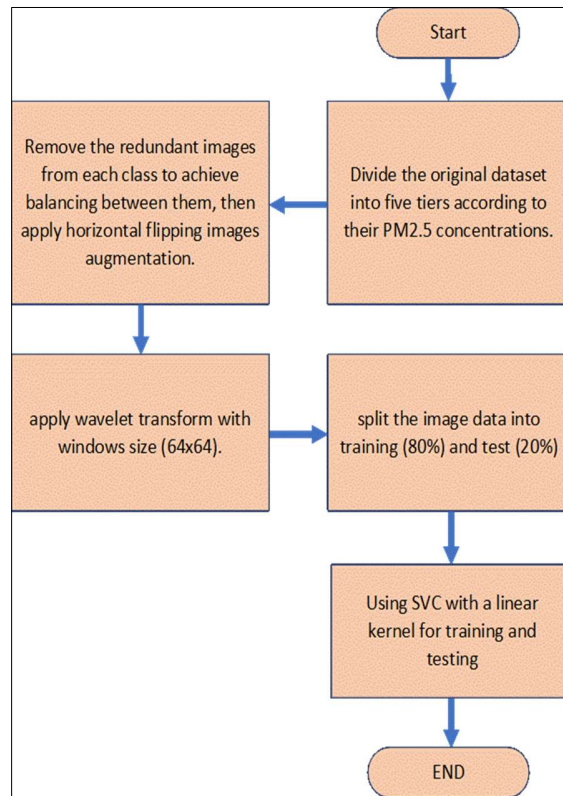 Start
Divide the original dataset
into five tiers according to
their PM2.5 concentrations.
Remove the redundant images
from each class to achieve
balancing between them, then
apply horizontal flipping images
augmentation.
apply wavelet transform with
windows size (64x64).
split the image data into
training (80%) and test (20%)
Using SVC with a linear
kernel for training and
testing
END